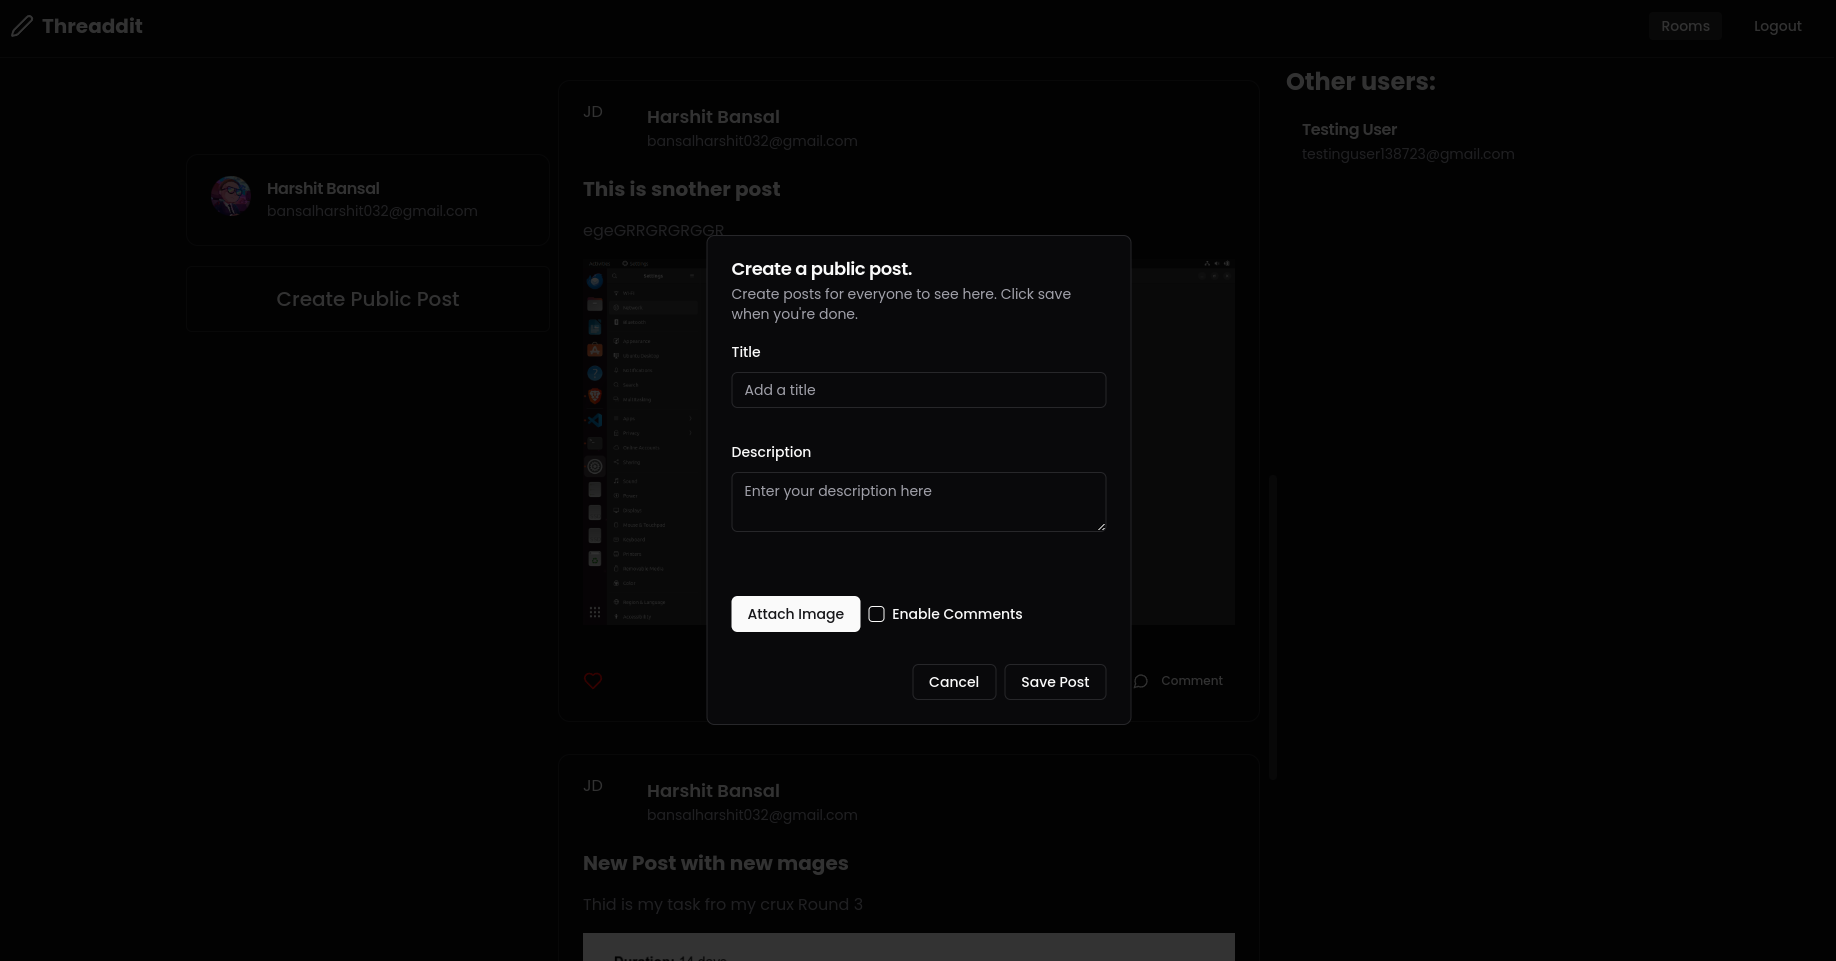 Threaddit
Rooms
Logout
Harshit Bansal
bansalharshit032@gmail.com
Create Public Post
JD
Harshit Bansal
bansalharshit032@gmail.com
This is snother post
egeGRRGRGRGGR
Comment
JD
Harshit Bansal
bansalharshit032@gmail.com
New Post with new mages
Thid is my task fro my crux Round 3
Duration: 14 days
Other users:
Testing User
testinguser138723@gmail.com
Create a public post.
Create posts for everyone to see here. Click save
when you're done.
Title
Add a title
Description
Enter your description here
Attach Image
Enable Comments
Cancel
Save Post